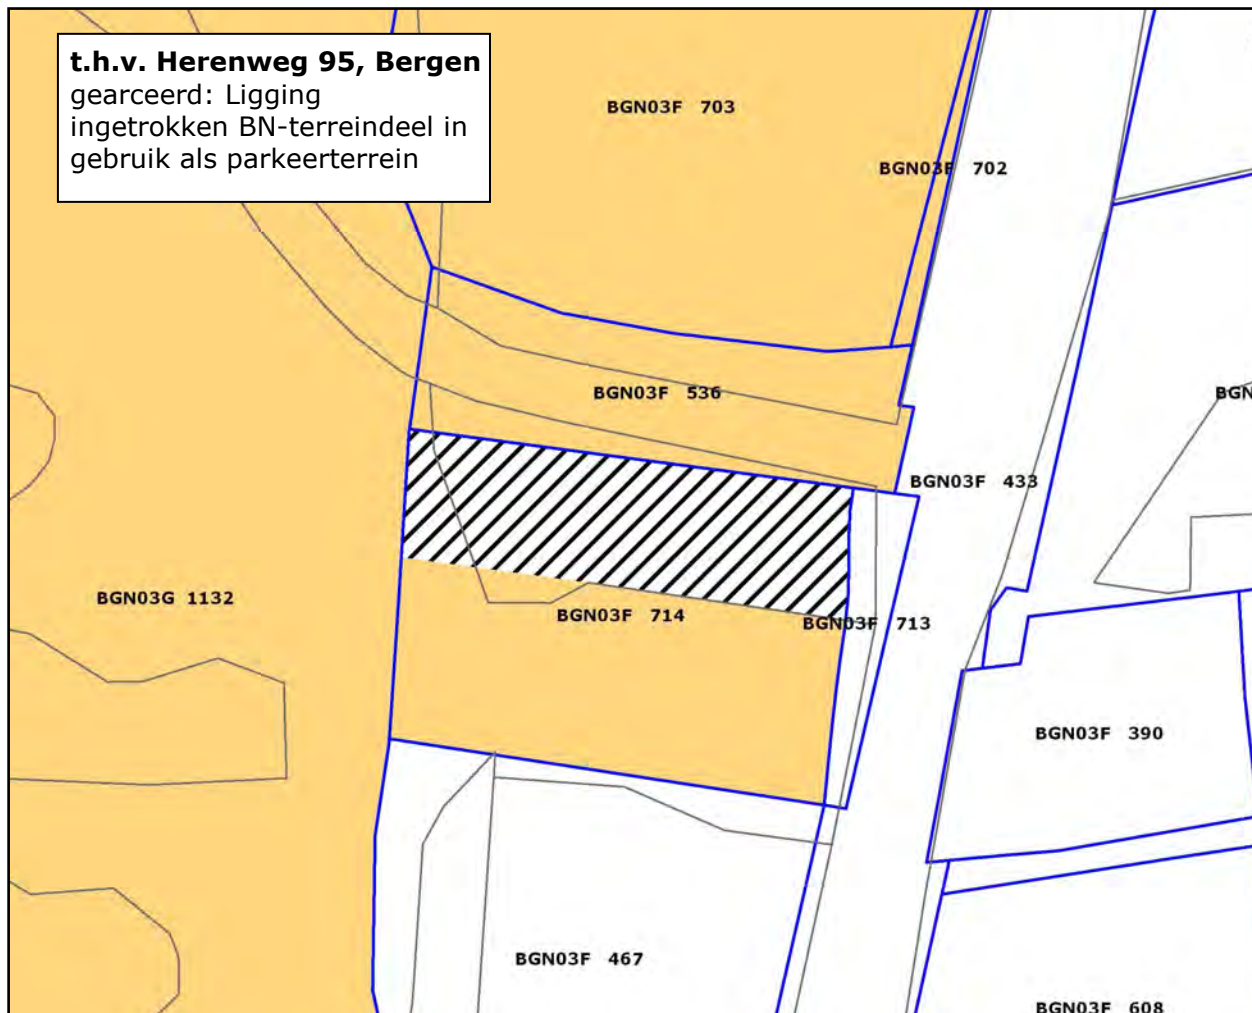 t.h.v. Herenweg 95, Bergen
gearceerd: Ligging
ingetrokken BN-terreindeel in
gebruik als parkeerterrein
BGN03F 703
BGN03F 702
BGN03F 536
BGN
BGN03F 433
BGN03G 1132
BGN03F 714
BGN03F 713
BGN03F 390
BGN03F 467
BGN03F 608